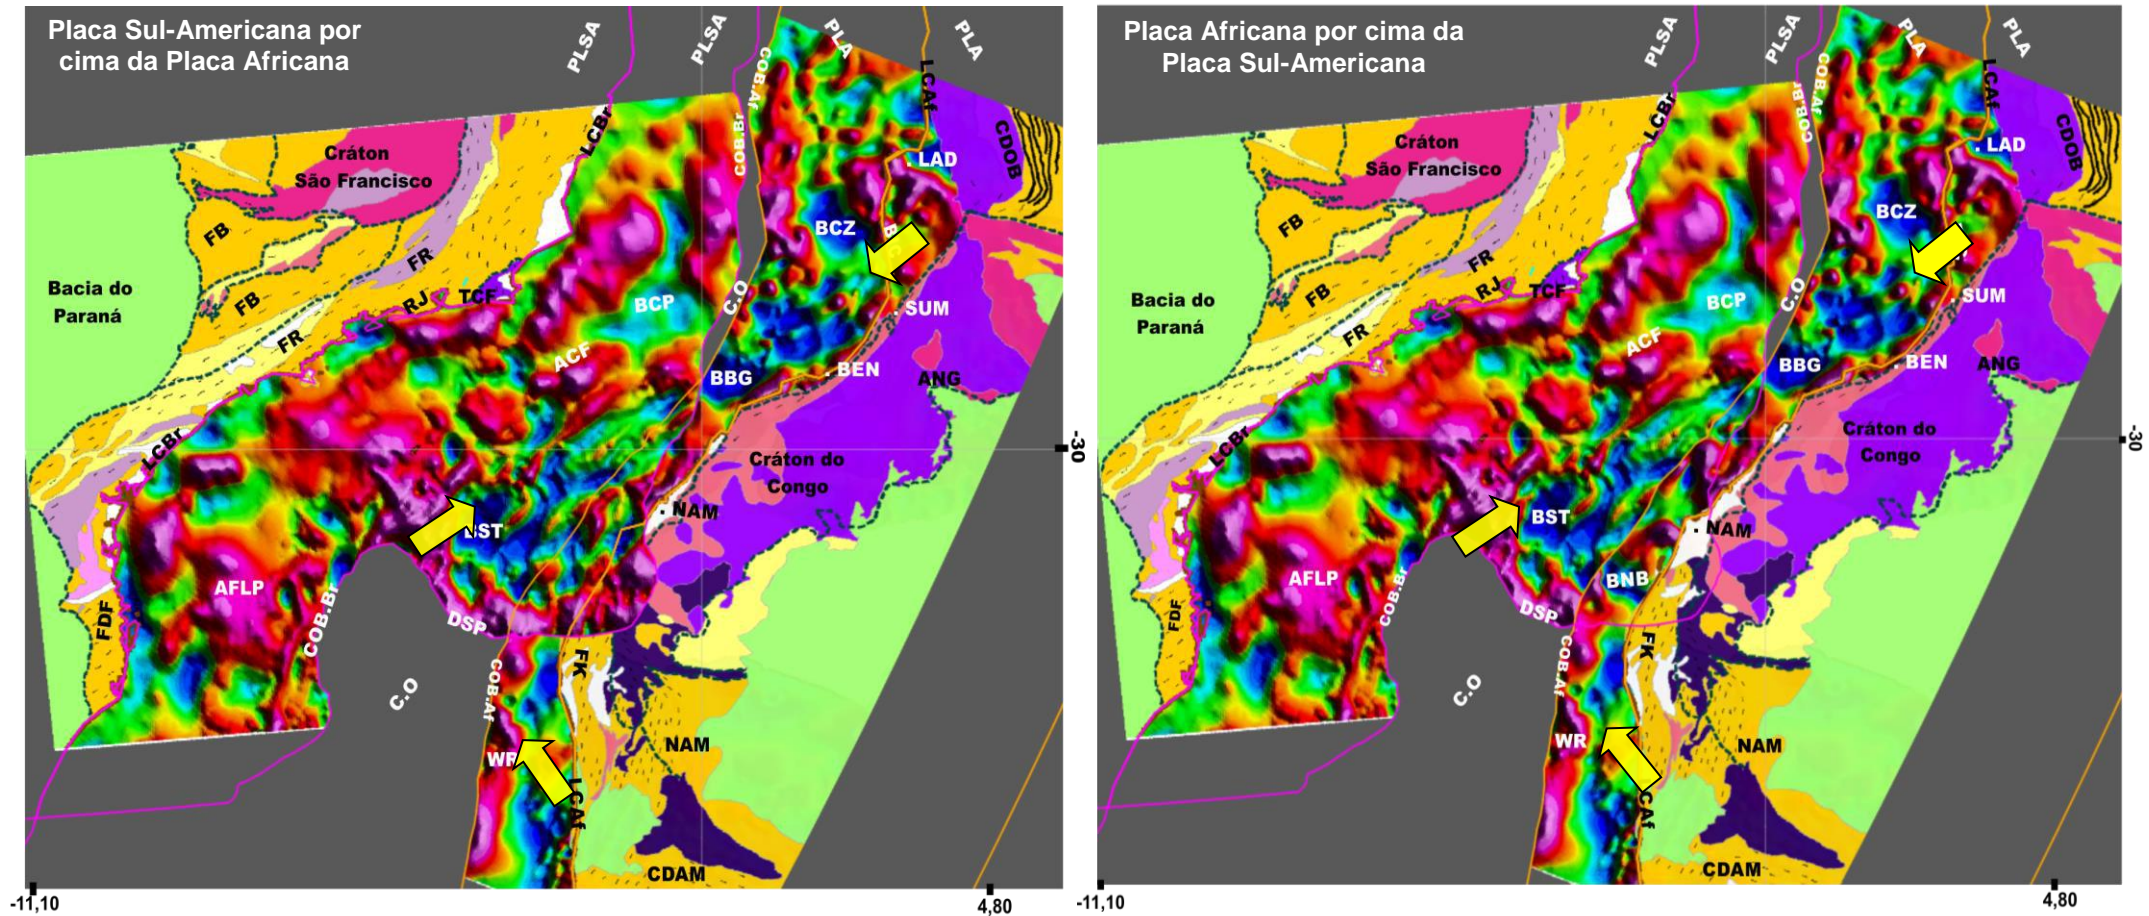 Placa Sul-Americana por
cima da Placa Africana
PLSA
PLSA
PLA
PLA
COB.Af
LCAf
LCBr
COB.Br
CDOB
Cráton
São Francisco
LAD
FB
BCZ
FR
Bacia do
Paraná
FB
RJ
TCF
BCP
C.O
SUM
FR
ACF
BBG
BEN
ANG
LCBr
Cráton do
Congo
-30
NAM
BST
AFLP
FDF
COB.Br
DSP
FK
C.O
COB.Af
NAM
WR
LCAf
CDAM
-11,10
4,80
Placa Africana por cima da
Placa Sul-Americana
PLSA
PLSA
PLA
PLA
COB.Af
LCAf
LCBr
COB.Br
CDOB
Cráton
São Francisco
LAD
FB
BCZ
FR
Bacia do
Paraná
FB
RJ
TCF
BCP
C.O
SUM
FR
ACF
BBG
BEN
ANG
LCBr
Cráton do
Congo
-30
BST
NAM
AFLP
BNB
FDF
COB.Br
DSP
FK
C.O
COB.Af
WR
NAM
CAf
CDAM
-11,10
4,80